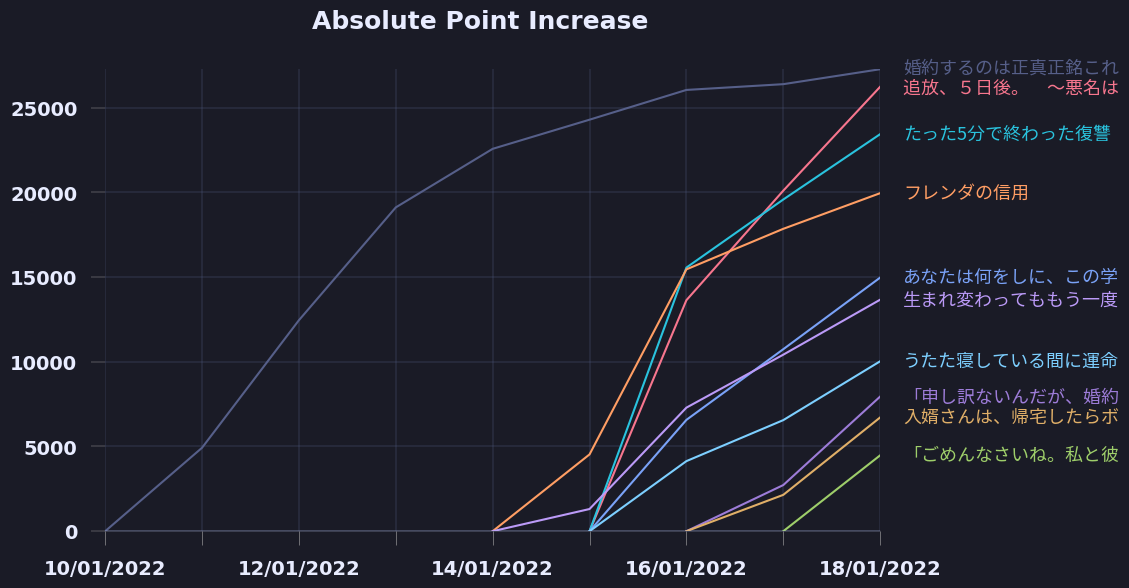 Absolute Point Increase
25000
20000
15000
10000
5000
0
10/01/2022
12/01/2022
14/01/2022
16/01/2022
18/01/2022
婚約するのは正真正銘これ
追放、５日後。　～悪名は
たった5分で終わった復讐
フレンダの信用
あなたは何をしに、この学
生まれ変わってももう一度
うたた寝している間に運命
「申し訳ないんだが、婚約
入婿さんは、帰宅したらボ
「ごめんなさいね。私と彼